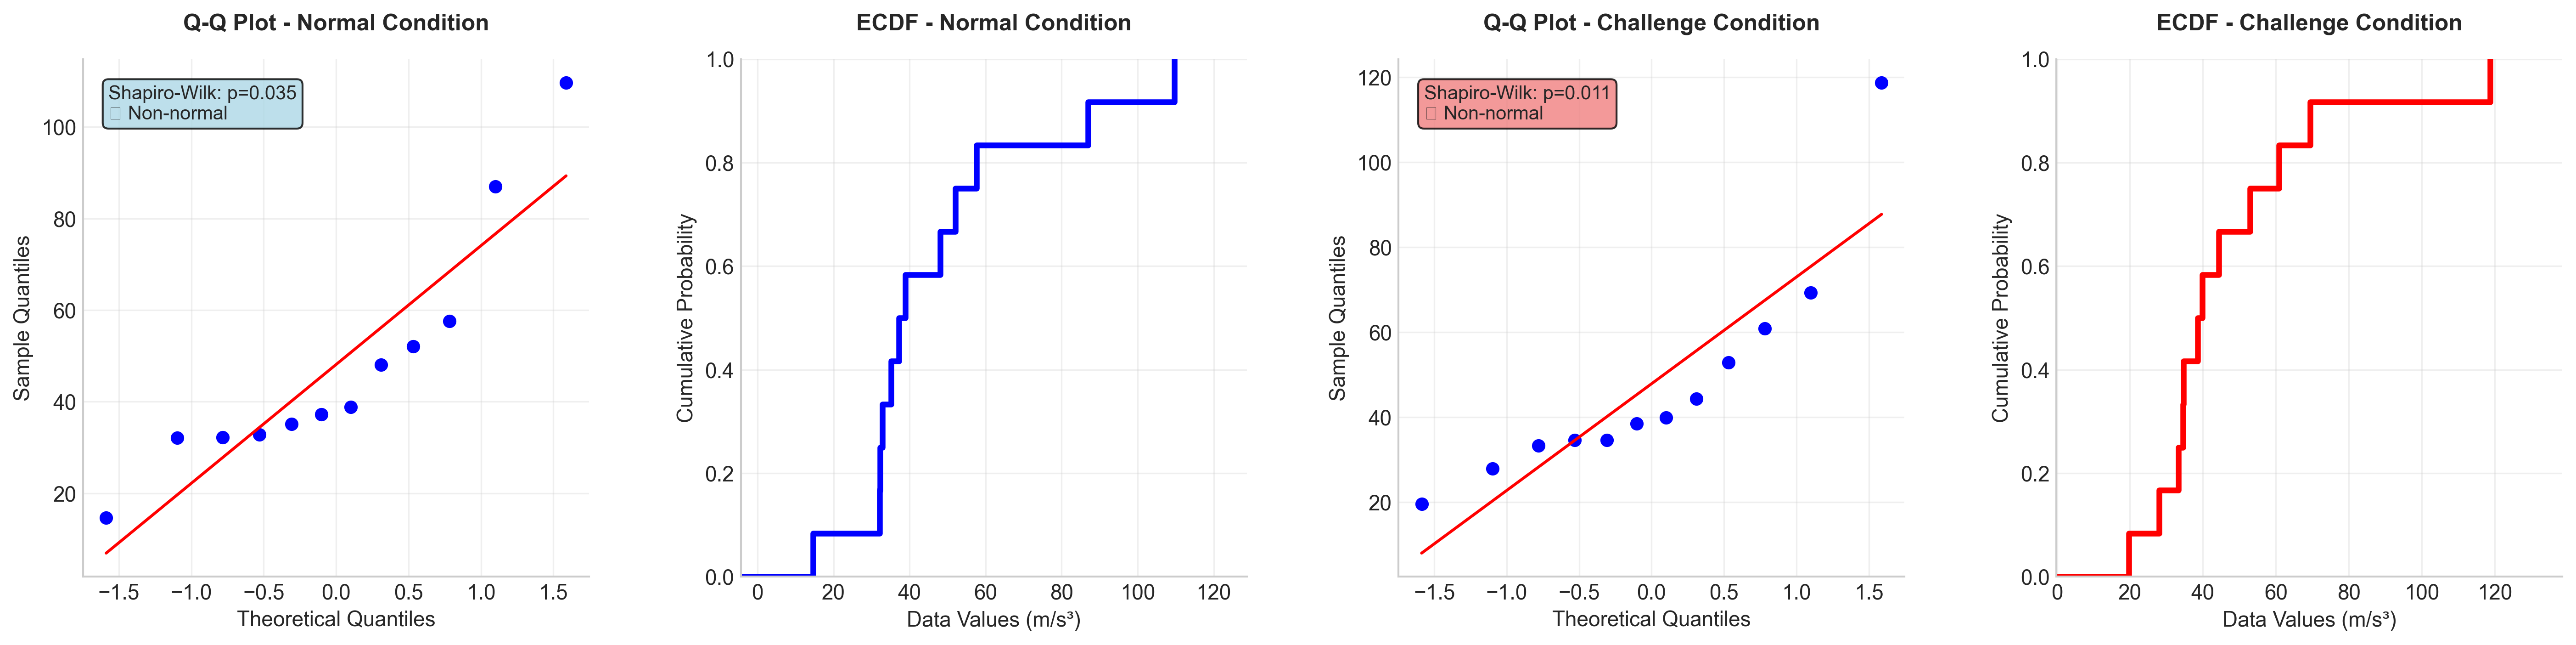 Q-Q Plot - Normal Condition
Shapiro-Wilk: p=0.035
▯ Non-normal
100
80
60
40
20
Sample Quantiles
−1.5 −1.0 −0.5 0.0 0.5 1.0 1.5
Theoretical Quantiles
ECDF - Normal Condition
1.0
0.8
0.6
0.4
0.2
0.0
Cumulative Probability
0 20 40 60 80 100 120
Data Values (m/s³)
Q-Q Plot - Challenge Condition
Shapiro-Wilk: p=0.011
▯ Non-normal
120
100
80
60
40
20
Sample Quantiles
−1.5 −1.0 −0.5 0.0 0.5 1.0 1.5
Theoretical Quantiles
ECDF - Challenge Condition
1.0
0.8
0.6
0.4
0.2
0.0
Cumulative Probability
0 20 40 60 80 100 120
Data Values (m/s³)